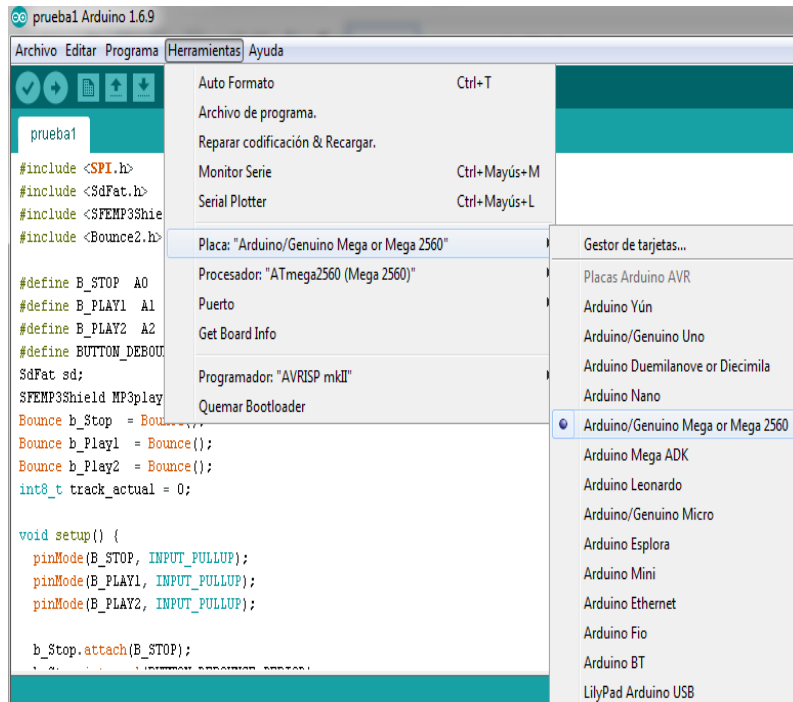 prueba1 Arduino 1.6.9
Archivo Editar Programa Herramientas Ayuda
Auto Formato Ctrl+T
Archivo de programa.
Reparar codificación & Recargar.
Monitor Serie Ctrl+Mayús+M
Serial Plotter Ctrl+Mayús+L
Placa: "Arduino/Genuino Mega or Mega 2560"
Procesador: "ATmega2560 (Mega 2560)"
Puerto
Get Board Info
Programador: "AVRISP mkII"
Quemar Bootloader
Gestor de tarjetas...
Placas Arduino AVR
Arduino Yún
Arduino/Genuino Uno
Arduino Duemilanove or Diecimila
Arduino Nano
Arduino/Genuino Mega or Mega 2560
Arduino Mega ADK
Arduino Leonardo
Arduino/Genuino Micro
Arduino Esplora
Arduino Mini
Arduino Ethernet
Arduino Fio
Arduino BT
LilyPad Arduino USB
prueba1
#include <SPI.h>
#include <SdFat.h>
#include <SFEMP3Shie
#include <Bounce2.h>
#define B_STOP A0
#define B_PLAY1 A1
#define B_PLAY2 A2
#define BUTTON_DEBOU
SdFat sd;
SFEMP3Shield MP3play
Bounce b_Stop = Bounce();
Bounce b_Play1 = Bounce();
Bounce b_Play2 = Bounce();
int8_t track_actual = 0;
void setup() {
pinMode(B_STOP, INPUT_PULLUP);
pinMode(B_PLAY1, INPUT_PULLUP);
pinMode(B_PLAY2, INPUT_PULLUP);
b_Stop.attach(B_STOP);